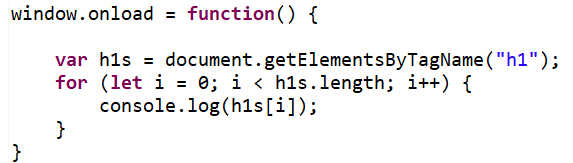 window.onload = function() {
var h1s = document.getElementsByTagName("h1");
for (let i = 0; i < h1s.length; i++) {
console.log(h1s[i]);
}
}